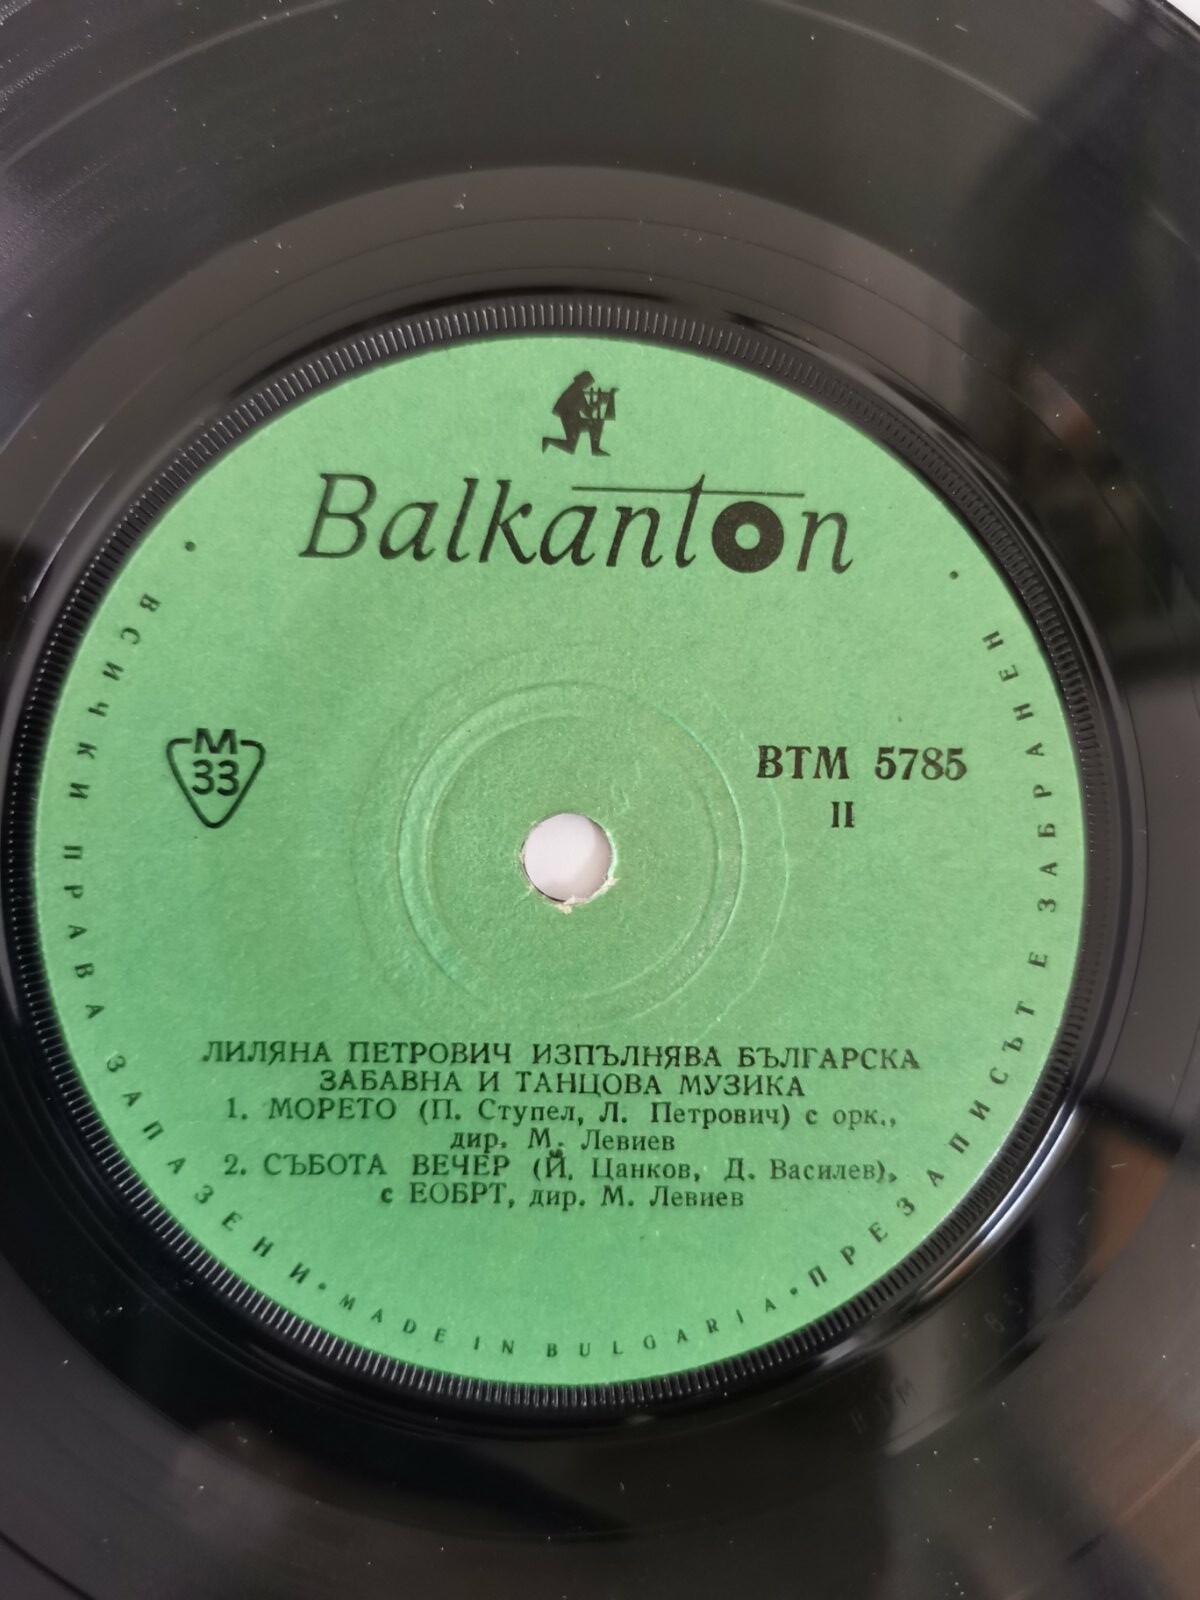 Balkanton
M
33
ВТМ 5785
II
ЛИЛЯНА ПЕТРОВИЧ ИЗПЪЛНЯВА БЪЛГАРСКА
ЗАБАВНА И ТАНЦОВА МУЗИКА
1. МОРЕТО (П. Ступел, Л. Петрович) с орк.,
дир. М. Левиев
2. СЪБОТА ВЕЧЕР (Й. Цанков, Д. Василев),
с ЕОБРТ, дир. М. Левиев
• ВСИЧКИ ПРАВА ЗАПАЗЕНИ • MADE IN BULGARIA • ПРЕЗАПИСЪТ Е ЗАБРАНЕН •